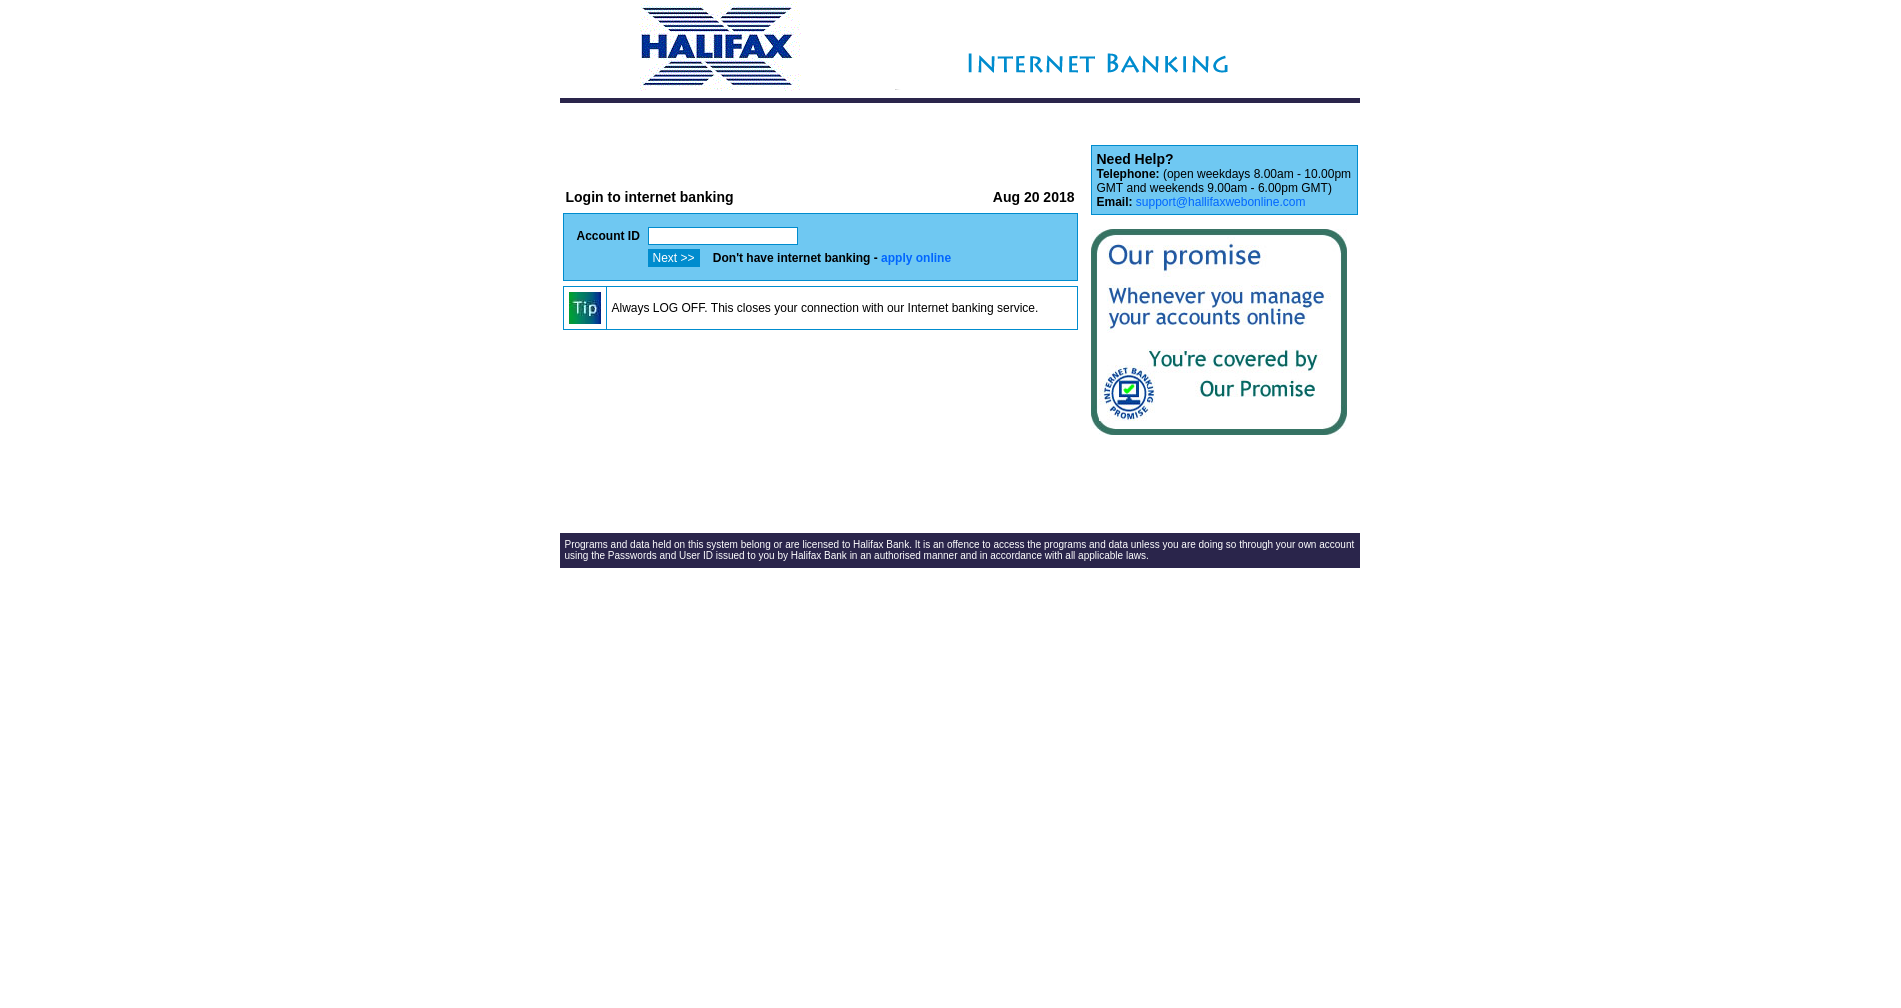 HALIFAX
INTERNET BANKING
Need Help?
Telephone: (open weekdays 8.00am - 10.00pm
GMT and weekends 9.00am - 6.00pm GMT)
Email: support@hallifaxwebonline.com
Login to internet banking Aug 20 2018
Account ID
Next >> Don't have internet banking - apply online
Tip Always LOG OFF. This closes your connection with our Internet banking service.
Our promise
Whenever you manage
your accounts online
You're covered by
Our Promise
INTERNET BANKING
PROMISE
Programs and data held on this system belong or are licensed to Halifax Bank. It is an offence to access the programs and data unless you are doing so through your own account
using the Passwords and User ID issued to you by Halifax Bank in an authorised manner and in accordance with all applicable laws.